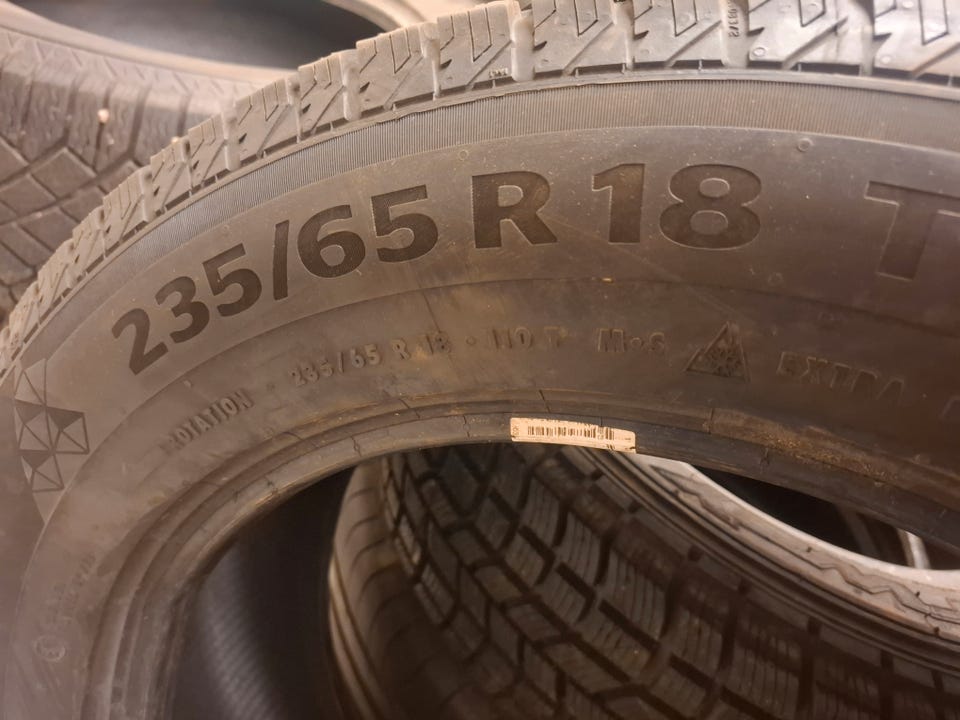 235/65 R 18 T
ROTATION 235/65 R 18 · 110 T M+S EXTRA